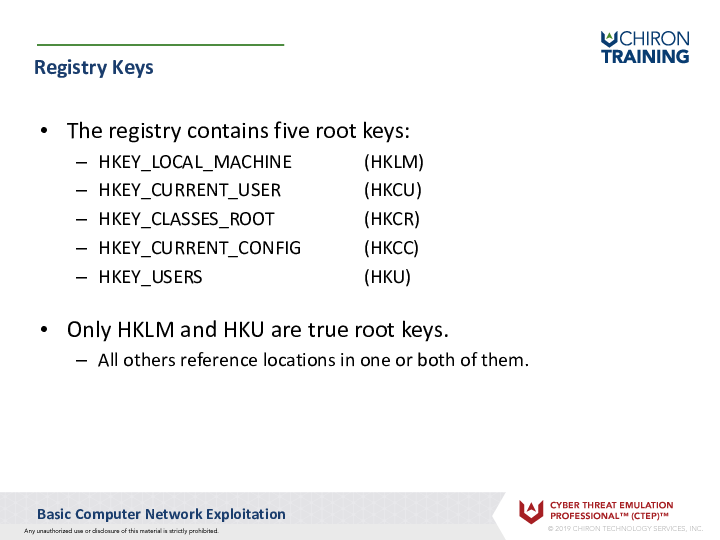 CHIRON
TRAINING
Registry Keys
• The registry contains five root keys:
– HKEY_LOCAL_MACHINE (HKLM)
– HKEY_CURRENT_USER (HKCU)
– HKEY_CLASSES_ROOT (HKCR)
– HKEY_CURRENT_CONFIG (HKCC)
– HKEY_USERS (HKU)
• Only HKLM and HKU are true root keys.
– All others reference locations in one or both of them.
Basic Computer Network Exploitation
Any unauthorized use or disclosure of this material is strictly prohibited.
CYBER THREAT EMULATION
PROFESSIONAL™ (CTEP)™
© 2019 CHIRON TECHNOLOGY SERVICES, INC.